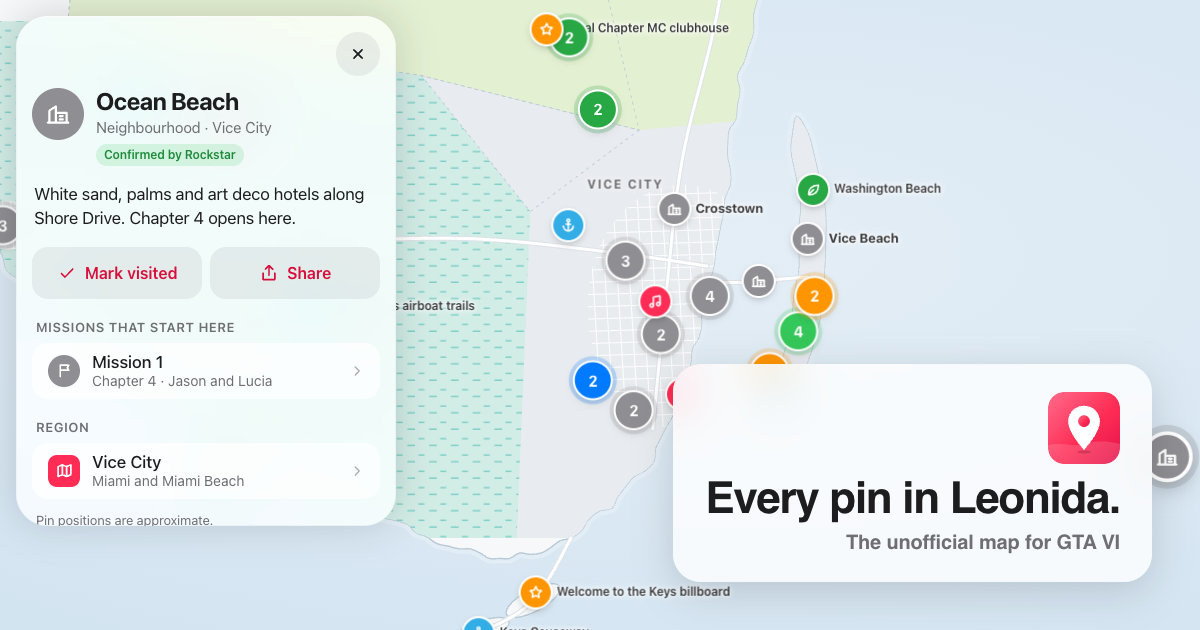 Ocean Beach
Neighbourhood · Vice City
Confirmed by Rockstar
White sand, palms and art deco hotels along
Shore Drive. Chapter 4 opens here.
Mark visited
Share
MISSIONS THAT START HERE
Mission 1
Chapter 4 · Jason and Lucia
REGION
Vice City
Miami and Miami Beach
Pin positions are approximate.
3
2
al Chapter MC clubhouse
2
VICE CITY
Washington Beach
Crosstown
Vice Beach
3
4
2
s airboat trails
2
4
2
2
Every pin in Leonida.
The unofficial map for GTA VI
Welcome to the Keys billboard
Keys Causeway